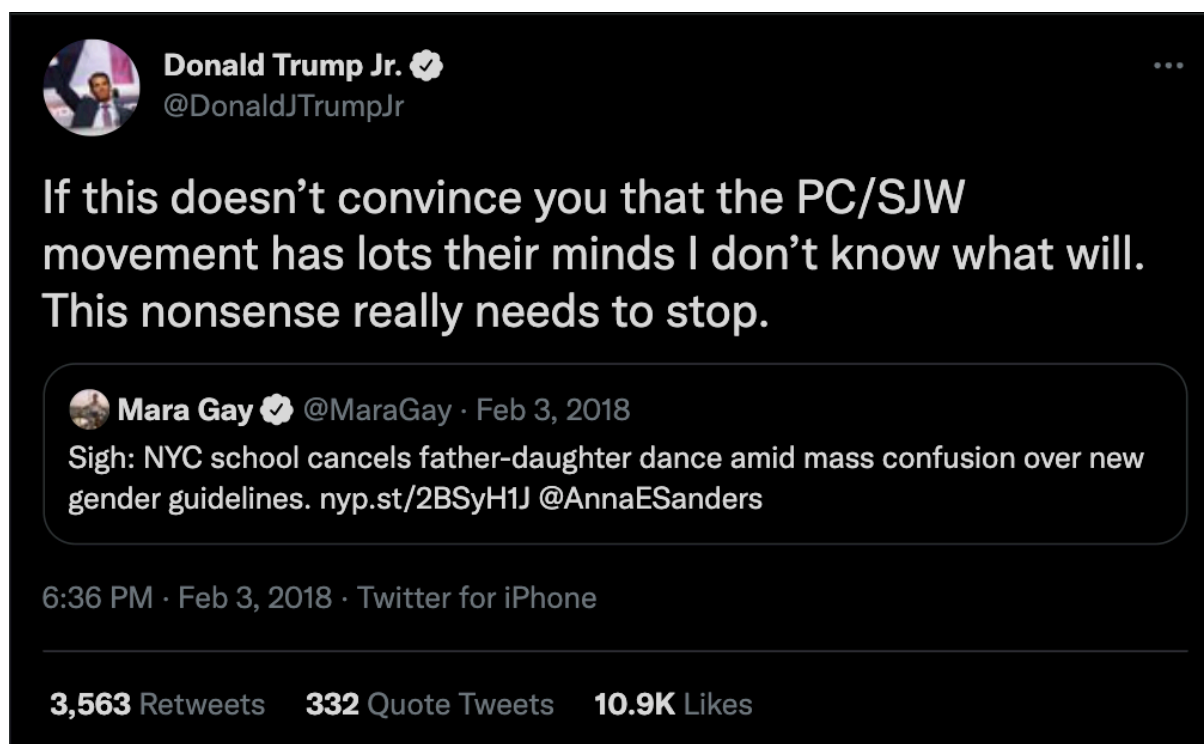 Donald Trump Jr.
@DonaldJTrumpJr
If this doesn’t convince you that the PC/SJW
movement has lots their minds I don’t know what will.
This nonsense really needs to stop.
Mara Gay @MaraGay · Feb 3, 2018
Sigh: NYC school cancels father-daughter dance amid mass confusion over new
gender guidelines. nyp.st/2BSyH1J @AnnaESanders
6:36 PM · Feb 3, 2018 · Twitter for iPhone
3,563 Retweets 332 Quote Tweets 10.9K Likes